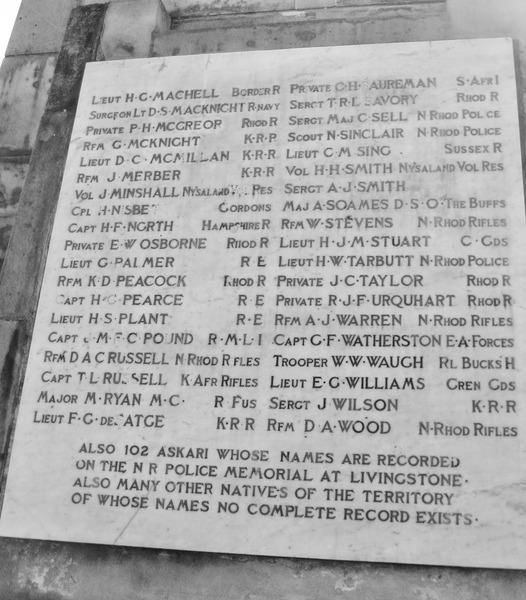 LIEUT H·G·MACHELL BORDER R
SURGEON LT D·S·MACKNIGHT R·NAVY
PRIVATE P·H·MCGREGOR RHOD R
RFM G·MCKNIGHT K·R·R
LIEUT D·C·MCMILLAN K·R·R
RFM J·MERBER K·R·R
VOL J·MINSHALL NYSALAND RES
CPL H·NISBET GORDONS
CAPT H·F·NORTH HAMPSHIRE R
PRIVATE E·W·OSBORNE RHOD R
LIEUT G·PALMER R E
RFM K·D·PEACOCK RHOD R
CAPT PEARCE R·E
LIEUT H·S·PLANT R·E
CAPT POUND R·M·L·I
RFM D A C RUSSELL N RHOD RIFLES
CAPT T·L·RUSSELL K·AFR RIFLES
MAJOR M·RYAN M·C· R FUS
LIEUT F·G· K·R·R
PRIVATE C·H· S·AFR I
SERGT T·R·L· RHOD R
SERGT MAJ C·SELL N·RHOD POLICE
SCOUT N·SINCLAIR N·RHOD POLICE
LIEUT C·M· SUSSEX R
VOL H·H·SMITH NYSALAND VOL RES
SERGT A·J·SMITH
MAJ A·SOAMES D·S·O·THE BUFFS
RFM W·STEVENS N·RHOD RIFLES
LIEUT H·J·M·STUART C·GDS
LIEUT H·W·TARBUTT N·RHOD POLICE
PRIVATE J·C·TAYLOR RHOD R
PRIVATE R·J·F·URQUHART RHOD R
RFM A·J·WARREN N·RHOD RIFLES
CAPT G·F·WATHERSTON E·A·FORCES
TROOPER W·W·WAUGH RL BUCKS H
LIEUT E·G·WILLIAMS GREN GDS
SERGT J·WILSON K·R·R
RFM D·A·WOOD N·RHOD RIFLES
ALSO 102 ASKARI WHOSE NAMES ARE RECORDED
ON THE N R POLICE MEMORIAL AT LIVINGSTONE·
ALSO MANY OTHER NATIVES OF THE TERRITORY
OF WHOSE NAMES NO COMPLETE RECORD EXISTS·